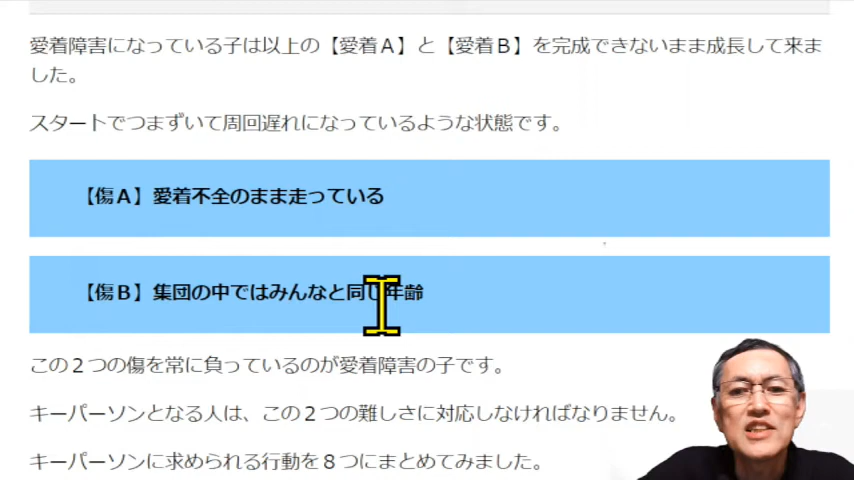 愛着障害になっている子は以上の【愛着Ａ】と【愛着Ｂ】を完成できないまま成長して来ま
した。
スタートでつまずいて周回遅れになっているような状態です。
【傷Ａ】愛着不全のまま走っている
【傷Ｂ】集団の中ではみんなと同じ年齢
この２つの傷を常に負っているのが愛着障害の子です。
キーパーソンとなる人は、この２つの難しさに対応しなければなりません。
キーパーソンに求められる行動を８つにまとめてみました。